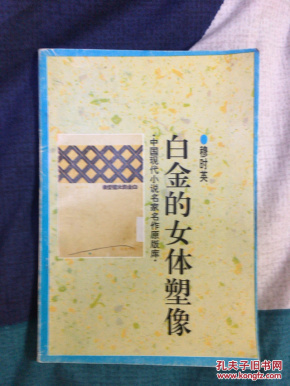 穆时英
白金的女体塑像
·中国现代小说名家名作原版库·
孔夫子旧书网